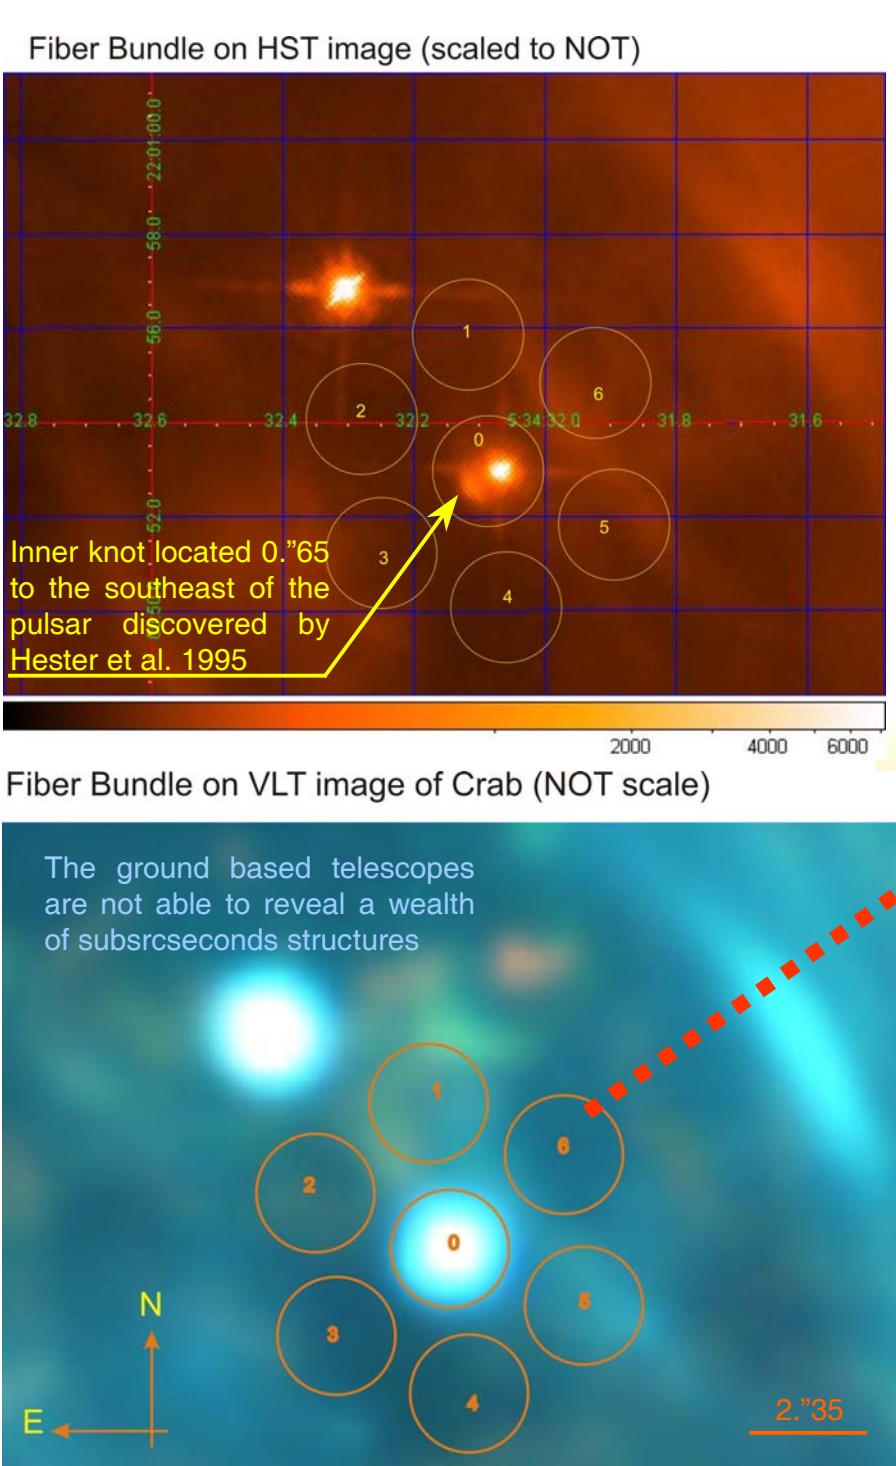 Fiber Bundle on HST image (scaled to NOT)
22:01:00.0
58.0
56.0
1
6
2
32.8
32.6
32.4
32.2
5:34:32.0
31.8
31.6
0
52.0
5
3
4
Inner knot located 0.”65
to the southeast of the
pulsar discovered by
Hester et al. 1995
2000
4000
6000
Fiber Bundle on VLT image of Crab (NOT scale)
The ground based telescopes
are not able to reveal a wealth
of subsrcseconds structures
1
6
2
0
5
3
4
N
E
2.”35